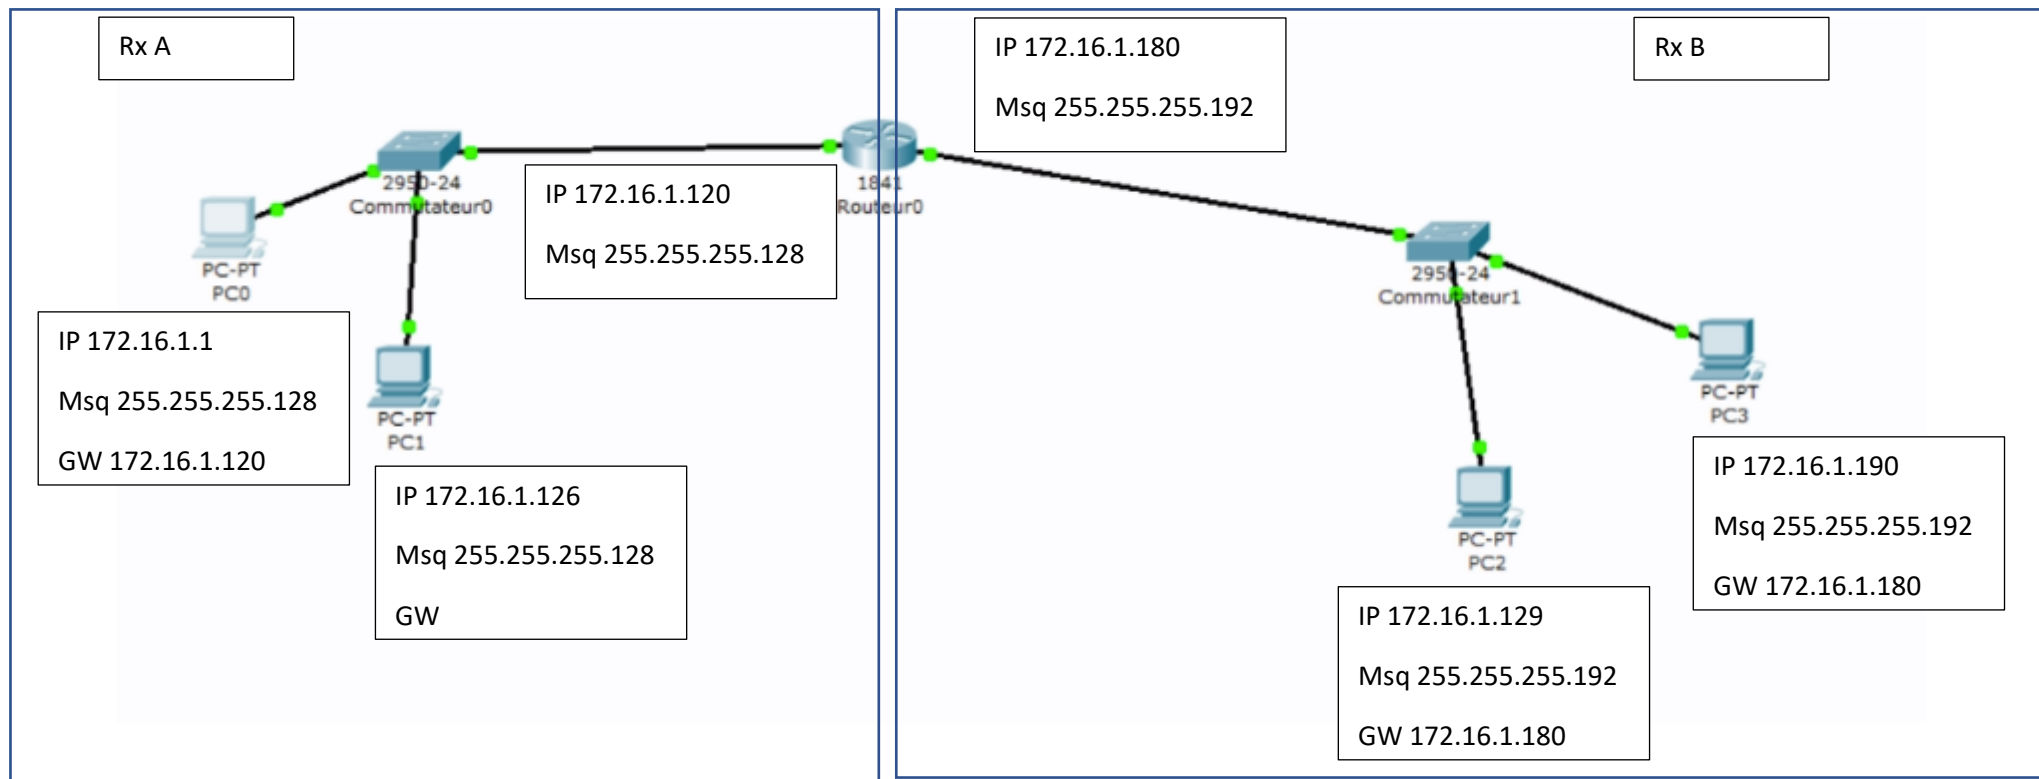 Rx A
IP 172.16.1.180
Msq 255.255.255.192
Rx B
2950-24
Commutateur0
IP 172.16.1.120
Msq 255.255.255.128
1841
Routeur0
PC-PT
PC0
IP 172.16.1.1
Msq 255.255.255.128
GW 172.16.1.120
PC-PT
PC1
IP 172.16.1.126
Msq 255.255.255.128
GW
2950-24
Commutateur1
PC-PT
PC3
IP 172.16.1.190
Msq 255.255.255.192
GW 172.16.1.180
PC-PT
PC2
IP 172.16.1.129
Msq 255.255.255.192
GW 172.16.1.180